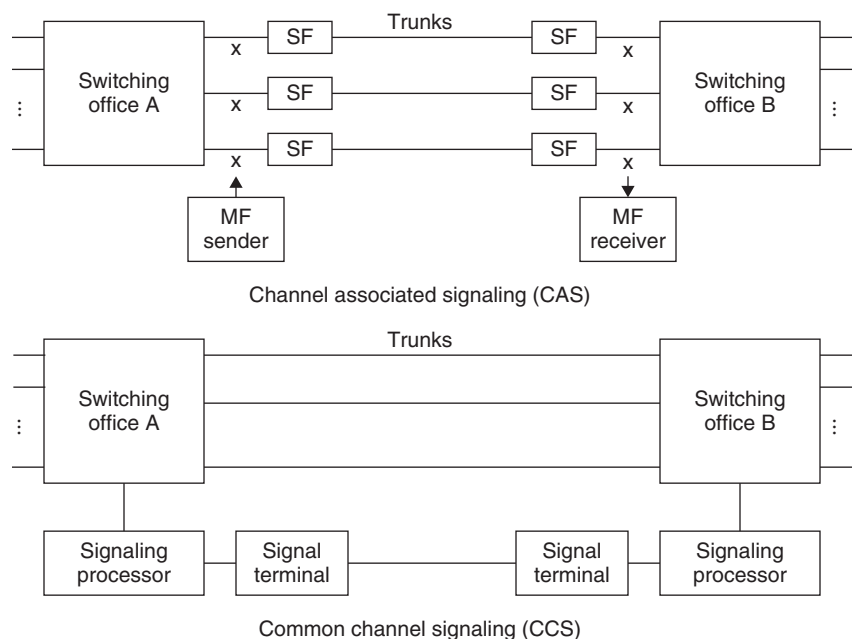 Trunks
SF SF
x x
Switching
office A
Switching
office B
SF SF
x x
⋮ ⋮
SF SF
x x
MF
sender
MF
receiver
Channel associated signaling (CAS)
Trunks
Switching
office A
Switching
office B
⋮ ⋮
Signaling
processor
Signal
terminal
Signal
terminal
Signaling
processor
Common channel signaling (CCS)